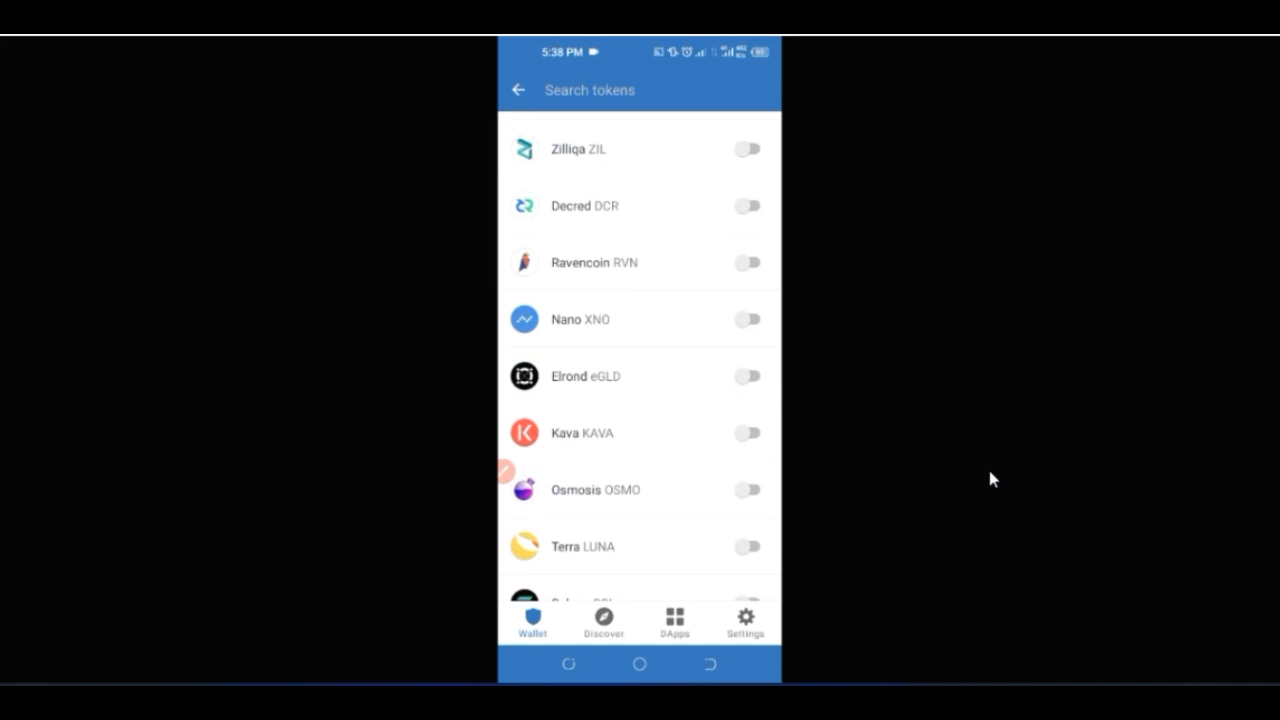 5:38 PM
Search tokens
Zilliqa ZIL
Decred DCR
Ravencoin RVN
Nano XNO
Elrond eGLD
Kava KAVA
Osmosis OSMO
Terra LUNA
Wallet Discover DApps Settings